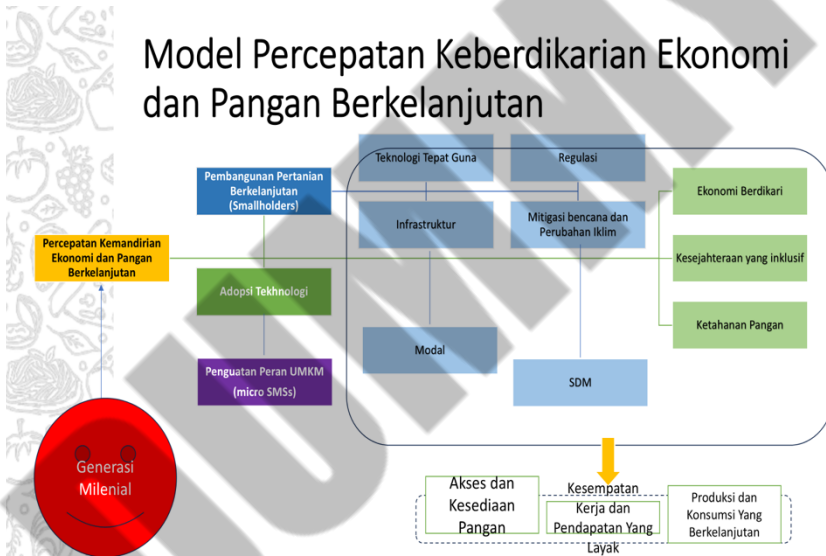 Model Percepatan Keberdikarian Ekonomi
dan Pangan Berkelanjutan
Teknologi Tepat Guna
Regulasi
Pembangunan Pertanian
Berkelanjutan
(Smallholders)
Ekonomi Berdikari
Infrastruktur
Mitigasi bencana dan
Perubahan Iklim
Percepatan Kemandirian
Ekonomi dan Pangan
Berkelanjutan
Kesejahteraan yang inklusif
Adopsi Tekhnologi
Ketahanan Pangan
Modal
Penguatan Peran UMKM
(micro SMSs)
SDM
Generasi
Milenial
Akses dan
Kesediaan
Pangan
Kesempatan
Kerja dan
Pendapatan Yang
Layak
Produksi dan
Konsumsi Yang
Berkelanjutan